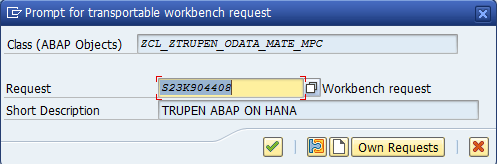 Prompt for transportable workbench request
Class (ABAP Objects) ZCL_ZTRUPEN_ODATA_MATE_MPC
Request S23K904408 Workbench request
Short Description TRUPEN ABAP ON HANA
Own Requests